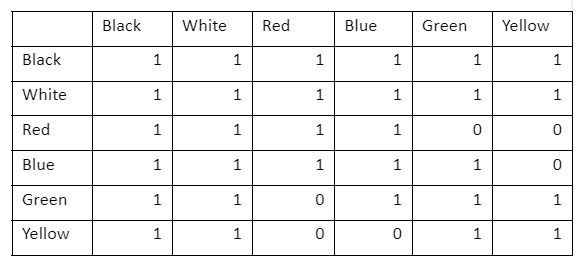 Black White Red Blue Green Yellow
Black 1 1 1 1 1 1
White 1 1 1 1 1 1
Red 1 1 1 1 0 0
Blue 1 1 1 1 1 0
Green 1 1 0 1 1 1
Yellow 1 1 0 0 1 1